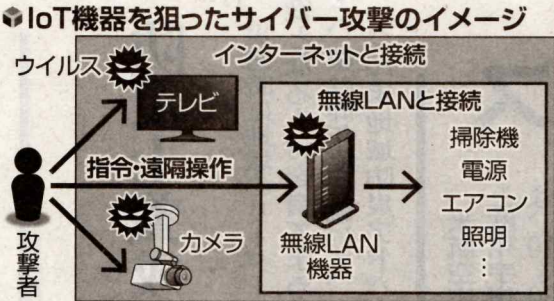 IoT機器を狙ったサイバー攻撃のイメージ
インターネットと接続
ウイルス
テレビ
無線LANと接続
指令・遠隔操作
カメラ
無線LAN
機器
掃除機
電源
エアコン
照明
⋮
攻撃者